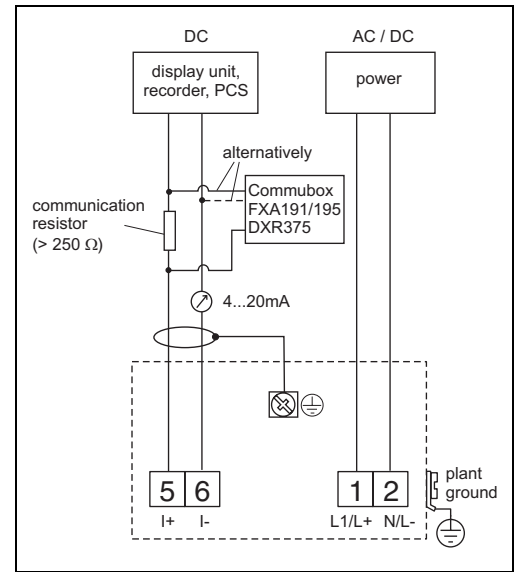 DC
AC / DC
display unit,
recorder, PCS
power
alternatively
Commubox
FXA191/195
DXR375
communication
resistor
(> 250 Ω)
4...20mA
5 6
I+ I-
1 2
L1/L+ N/L-
plant
ground